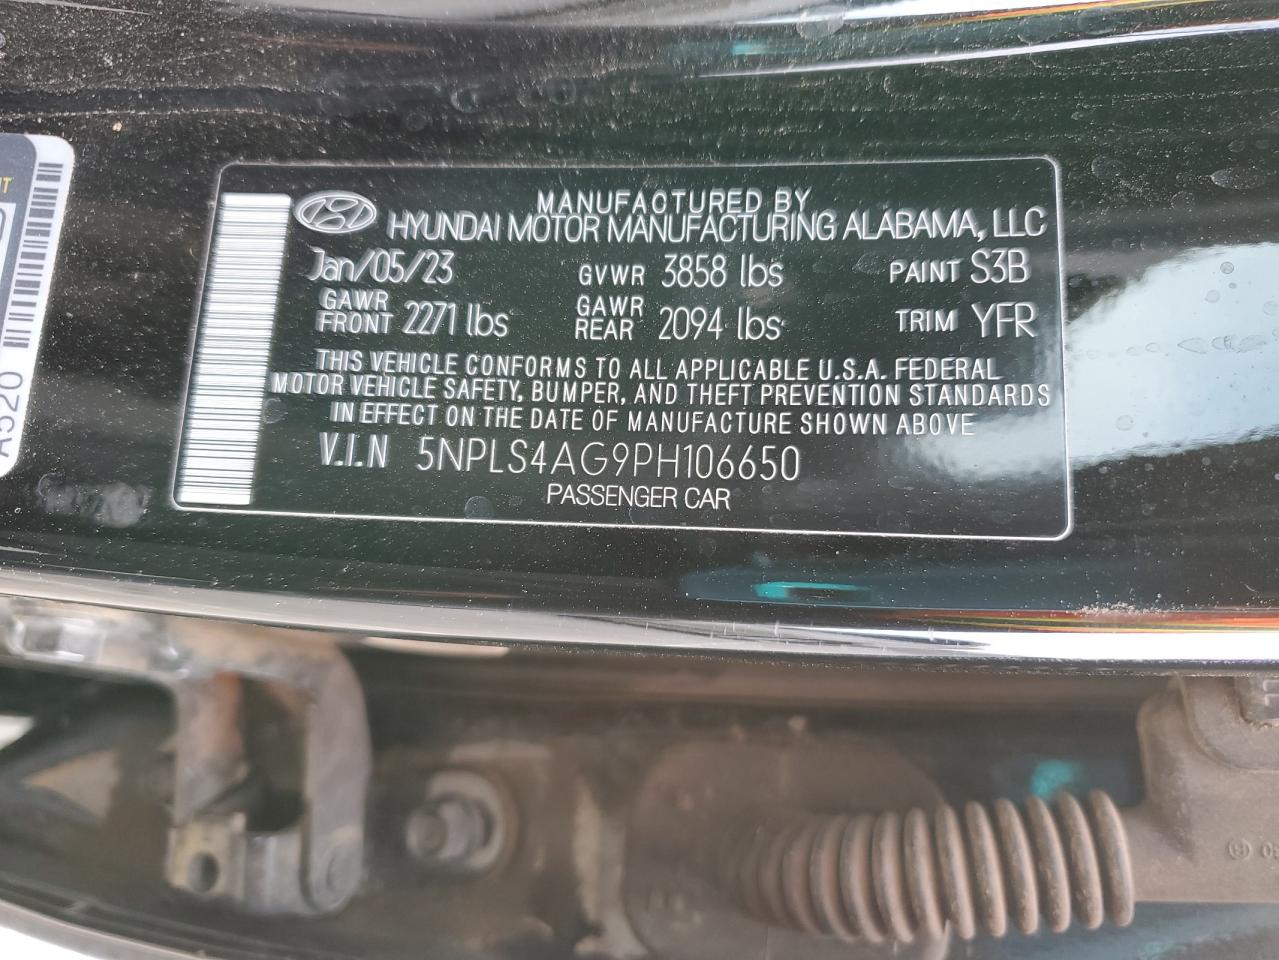 MANUFACTURED BY
HYUNDAI MOTOR MANUFACTURING ALABAMA, LLC
Jan/05/23 GVWR 3858 lbs PAINT S3B
GAWR FRONT 2271 lbs GAWR REAR 2094 lbs TRIM YFR
THIS VEHICLE CONFORMS TO ALL APPLICABLE U.S.A. FEDERAL
MOTOR VEHICLE SAFETY, BUMPER, AND THEFT PREVENTION STANDARDS
IN EFFECT ON THE DATE OF MANUFACTURE SHOWN ABOVE
V.I.N 5NPLS4AG9PH106650
PASSENGER CAR
A520